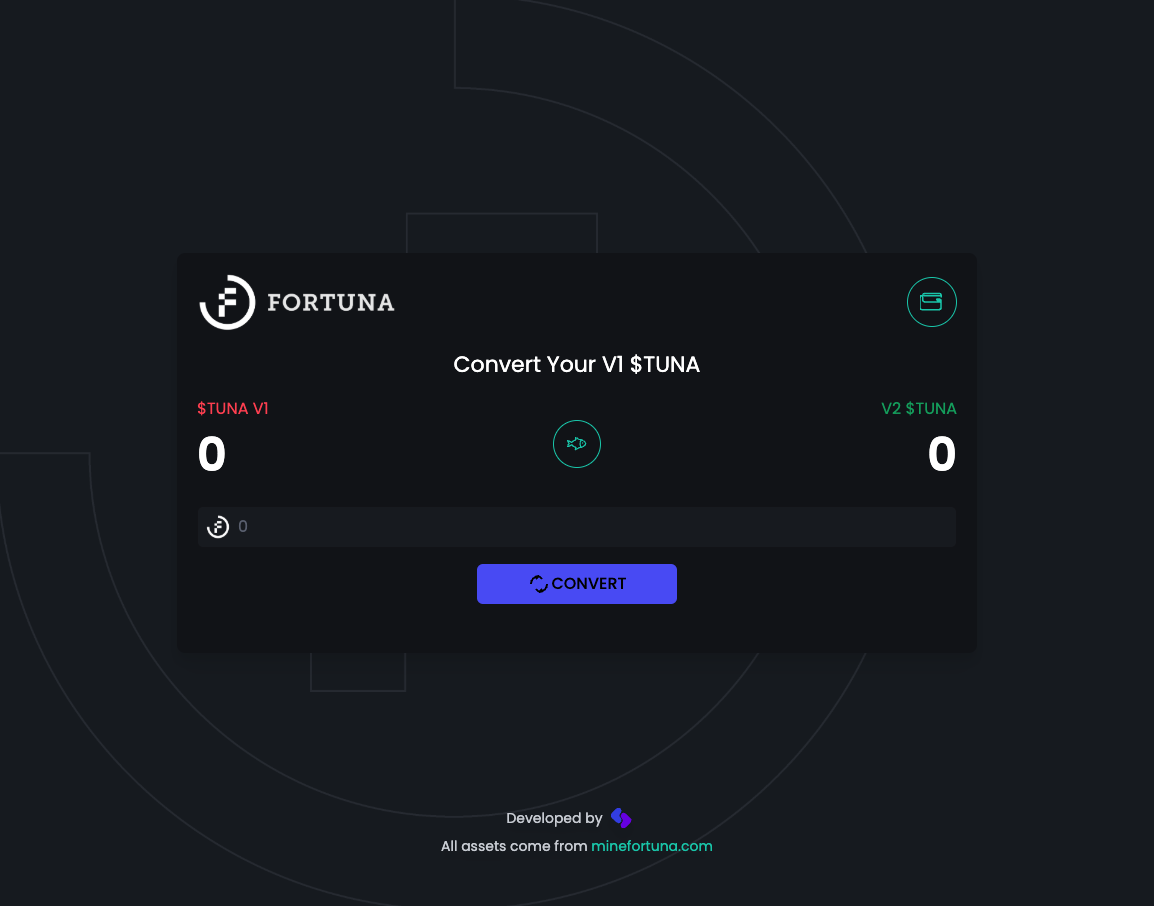 FORTUNA
Convert Your V1 $TUNA
$TUNA V1
V2 $TUNA
0
0
0
CONVERT
Developed by
All assets come from minefortuna.com